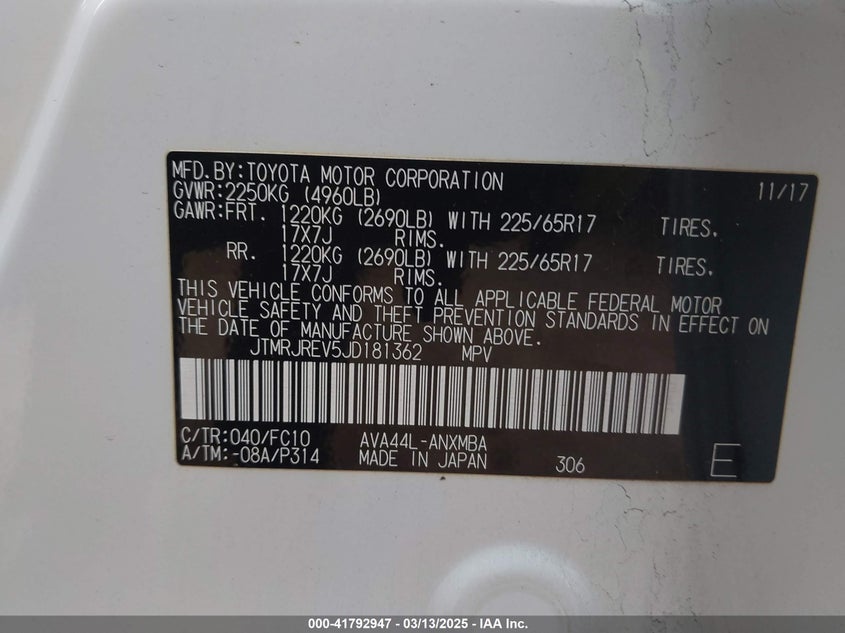 MFD.BY:TOYOTA MOTOR CORPORATION 11/17
GVWR:2250KG (4960LB)
GAWR:FRT. 1220KG (2690LB) WITH 225/65R17 TIRES.
17X7J RIMS.
RR. 1220KG (2690LB) WITH 225/65R17 TIRES.
17X7J RIMS.
THIS VEHICLE CONFORMS TO ALL APPLICABLE FEDERAL MOTOR
VEHICLE SAFETY AND THEFT PREVENTION STANDARDS IN EFFECT ON
THE DATE OF MANUFACTURE SHOWN ABOVE.
JTMRJREV5JD181362 MPV
C/TR:040/FC10 AVA44L-ANXMBA
A/TM:-08A/P314 MADE IN JAPAN 306 E
000-41792947 - 03/13/2025 - IAA Inc.